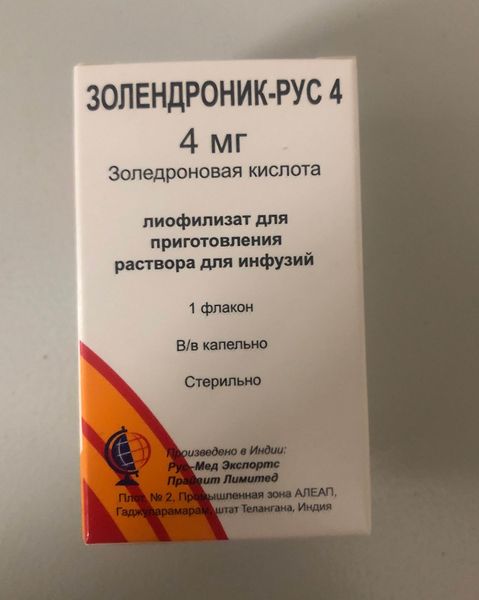 ЗОЛЕНДРОНИК-РУС 4
4 мг
Золедроновая кислота
лиофилизат для
приготовления
раствора для инфузий
1 флакон
В/в капельно
Стерильно
Произведено в Индии:
Рус-Мед Экспортс
Прайвит Лимитед
Плот № 2, Промышленная зона АЛЕАП,
Гаджуларамарам, штат Телангана, Индия